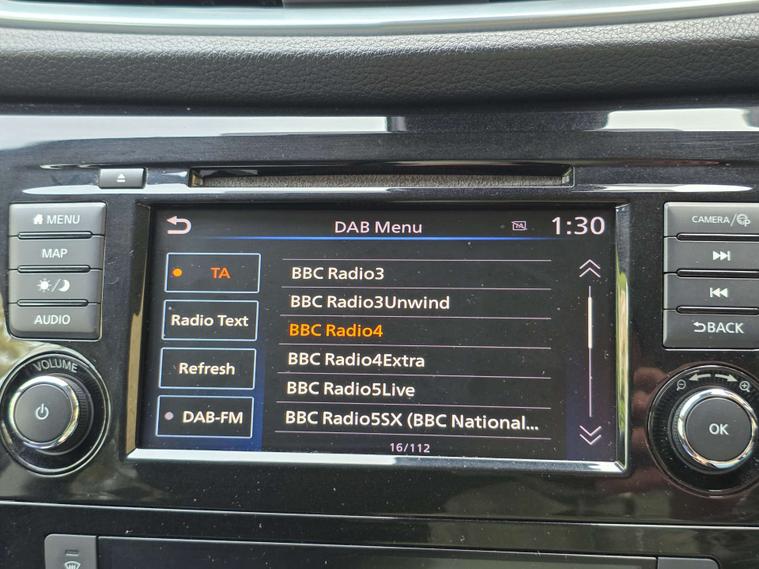 MENU
MAP
AUDIO
VOLUME
DAB Menu
TA
1:30
TA
Radio Text
Refresh
DAB-FM
BBC Radio3
BBC Radio3Unwind
BBC Radio4
BBC Radio4Extra
BBC Radio5Live
BBC Radio5SX (BBC National...
16/112
CAMERA/
BACK
OK